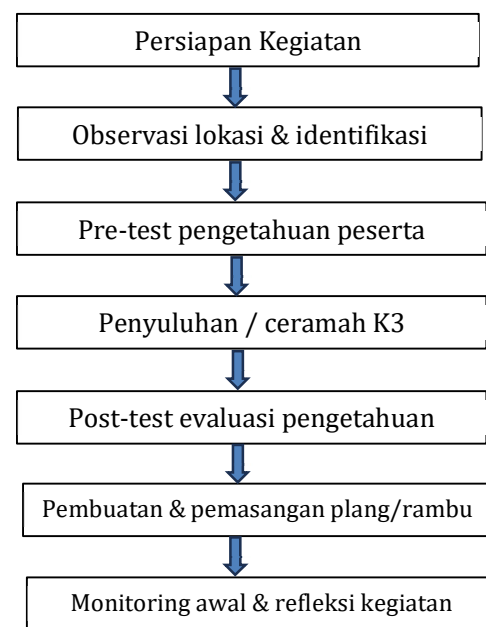 Persiapan Kegiatan
Observasi lokasi & identifikasi
Pre-test pengetahuan peserta
Penyuluhan / ceramah K3
Post-test evaluasi pengetahuan
Pembuatan & pemasangan plang/rambu
Monitoring awal & refleksi kegiatan